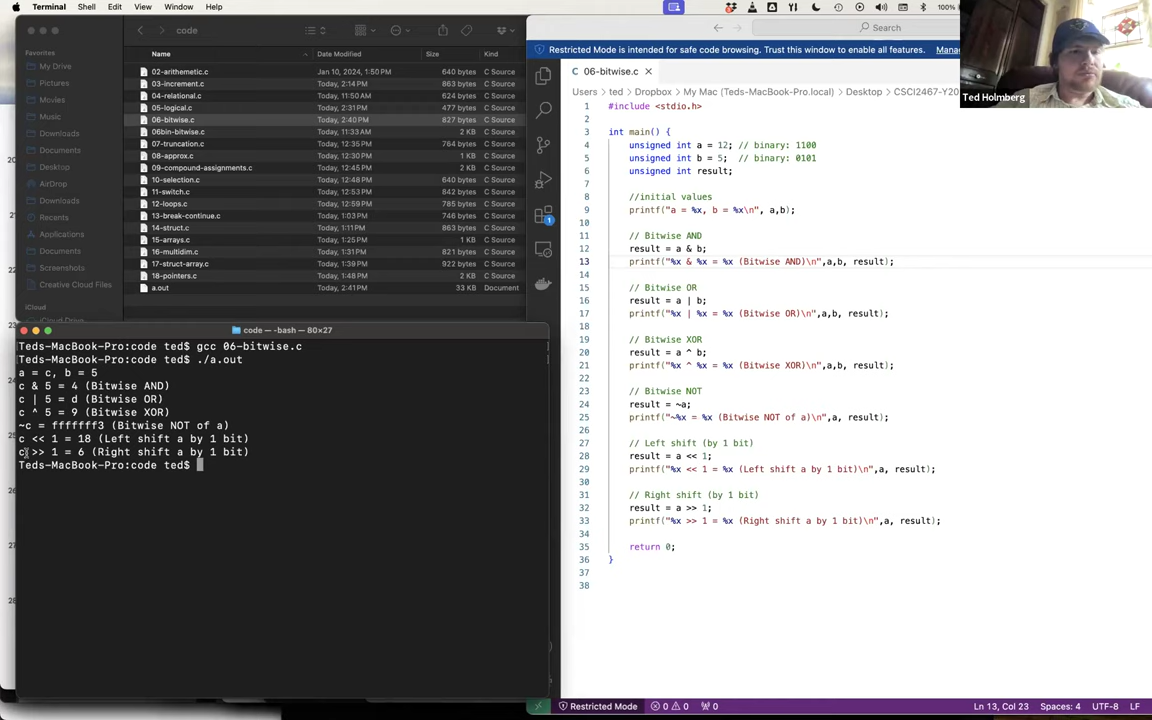 Terminal Shell Edit View Window Help
100%
code
Name Date Modified Size Kind
Favorites
My Drive
Pictures
Movies
Music
Downloads
Documents
Desktop
AirDrop
Downloads
Recents
Applications
Documents
Screenshots
Creative Cloud Files
iCloud
iCloud Drive
02-arithemetic.c Jan 10, 2024, 1:50 PM 640 bytes C Source
03-increment.c Today, 2:14 PM 863 bytes C Source
04-relational.c Today, 11:50 AM 640 bytes C Source
05-logical.c Today, 2:31 PM 477 bytes C Source
06-bitwise.c Today, 2:40 PM 827 bytes C Source
06bin-bitwise.c Today, 11:33 AM 2 KB C Source
07-truncation.c Today, 12:30 PM 764 bytes C Source
08-approx.c Today, 12:30 PM 1 KB C Source
09-compound-assignments.c Today, 12:45 PM 2 KB C Source
10-selection.c Today, 12:48 PM 640 bytes C Source
11-switch.c Today, 12:53 PM 640 bytes C Source
12-loops.c Today, 12:59 PM 785 bytes C Source
13-break-continue.c Today, 1:03 PM 746 bytes C Source
14-struct.c Today, 1:11 PM 863 bytes C Source
15-arrays.c Today, 1:25 PM 1 KB C Source
16-multidim.c Today, 1:31 PM 627 bytes C Source
17-struct-array.c Today, 1:39 PM 922 bytes C Source
18-pointers.c Today, 1:48 PM 2 KB C Source
a.out Today, 2:41 PM 33 KB Document
code — -bash — 80×27
Teds-MacBook-Pro:code ted$ gcc 06-bitwise.c
Teds-MacBook-Pro:code ted$ ./a.out
a = c, b = 5
c & 5 = 4 (Bitwise AND)
c | 5 = d (Bitwise OR)
c ^ 5 = 9 (Bitwise XOR)
~c = fffffff3 (Bitwise NOT of a)
c << 1 = 18 (Left shift a by 1 bit)
c >> 1 = 6 (Right shift a by 1 bit)
Teds-MacBook-Pro:code ted$
Search
Restricted Mode is intended for safe code browsing. Trust this window to enable all features.
06-bitwise.c
Users > ted > Dropbox > My Mac (Teds-MacBook-Pro.local) > Desktop > CSCI2467-Y20
1 #include <stdio.h>
2
3 int main() {
4 unsigned int a = 12; // binary: 1100
5 unsigned int b = 5; // binary: 0101
6 unsigned int result;
7
8 //initial values
9 printf("a = %x, b = %x\n", a,b);
10
11 // Bitwise AND
12 result = a & b;
13 printf("%x & %x = %x (Bitwise AND)\n",a,b, result);
14
15 // Bitwise OR
16 result = a | b;
17 printf("%x | %x = %x (Bitwise OR)\n",a,b, result);
18
19 // Bitwise XOR
20 result = a ^ b;
21 printf("%x ^ %x = %x (Bitwise XOR)\n",a,b, result);
22
23 // Bitwise NOT
24 result = ~a;
25 printf("~%x = %x (Bitwise NOT of a)\n",a, result);
26
27 // Left shift (by 1 bit)
28 result = a << 1;
29 printf("%x << 1 = %x (Left shift a by 1 bit)\n",a, result);
30
31 // Right shift (by 1 bit)
32 result = a >> 1;
33 printf("%x >> 1 = %x (Right shift a by 1 bit)\n",a, result);
34
35 return 0;
36 }
37
38
Restricted Mode 0 0 0 Ln 13, Col 23 Spaces: 4 UTF-8 LF
Ted Holmberg